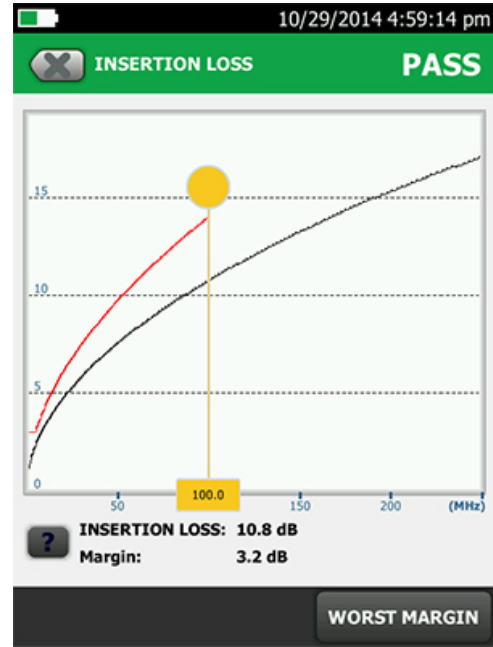 10/29/2014 4:59:14 pm
INSERTION LOSS PASS
15
10
5
0
50 100.0 150 200 (MHz)
? INSERTION LOSS: 10.8 dB
Margin: 3.2 dB
WORST MARGIN